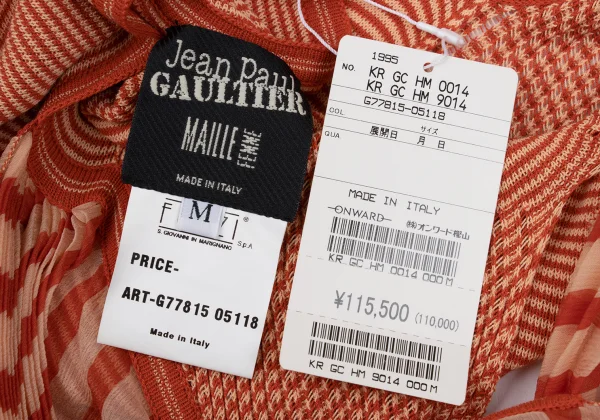 Jean Paul
GAULTIER
MAILLE
FEMME
MADE IN ITALY
M
S. GIOVANNI IN MARIGNANO
SpA
PRICE-
ART-G77815 05118
Made in Italy
1995
NO. KR GC HM 0014
KR GC HM 9014
G77815-05118
COL
QUA 展開日 サイズ
月 日
MADE IN ITALY
ONWARD ㈱オンワード樫山
KR GC HM 0014 000 M
¥115,500 (110,000)
KR GC HM 9014 000 M